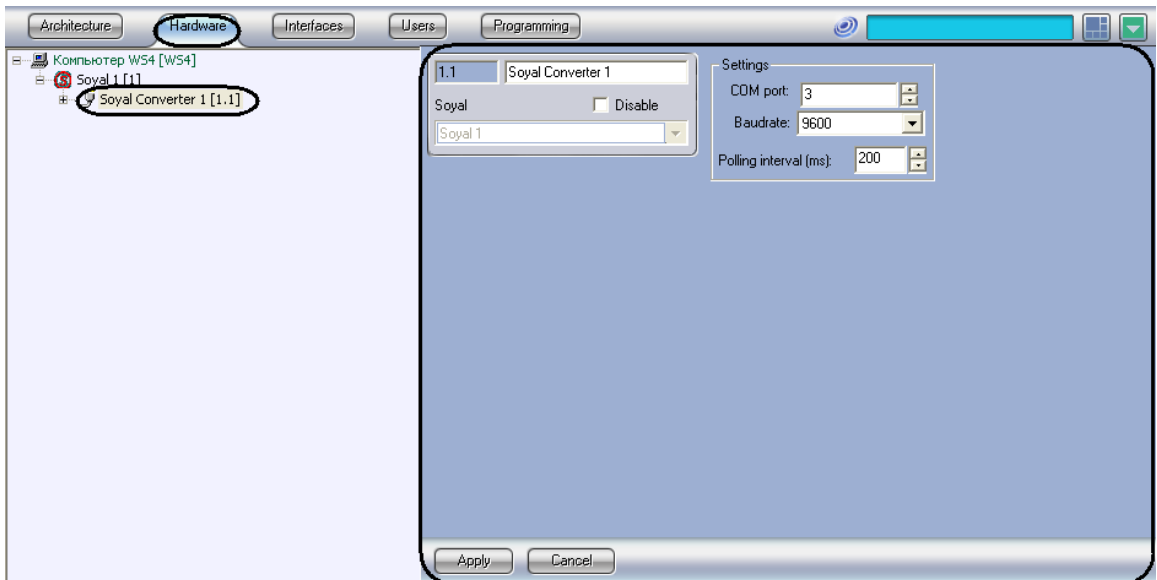 Architecture Hardware Interfaces Users Programming
Компьютер WS4 [WS4]
Soyal 1 [1]
Soyal Converter 1 [1.1]
1.1 Soyal Converter 1
Soyal Disable
Soyal 1
Settings
COM port: 3
Baudrate: 9600
Polling interval (ms): 200
Apply Cancel